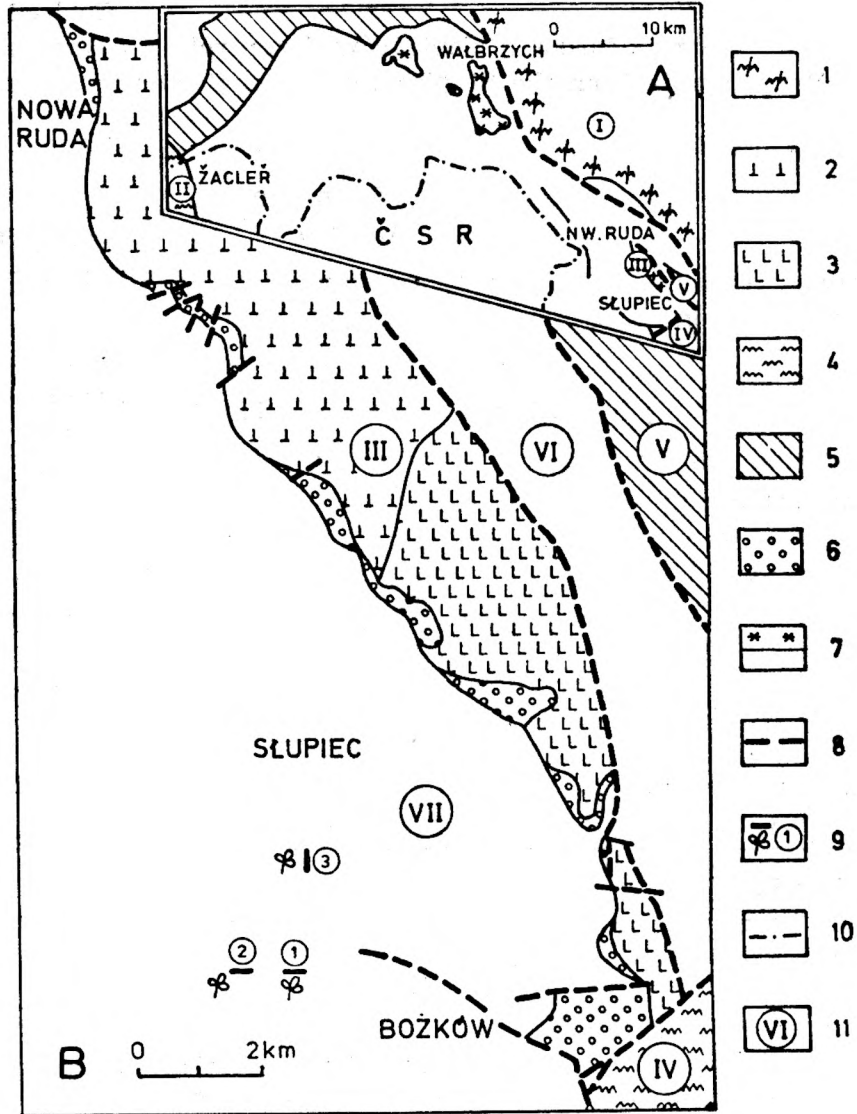 0 10 km
WAŁBRZYCH
A
I
NOWA
RUDA
II
ŽACLEŘ
Č S R
NW. RUDA
III
V
SŁUPIEC
IV
III
VI
V
SŁUPIEC
VII
3
2
1
BOŻKÓW
B
0 2km
IV
1
2
3
4
5
6
7
8
1
9
10
VI
11